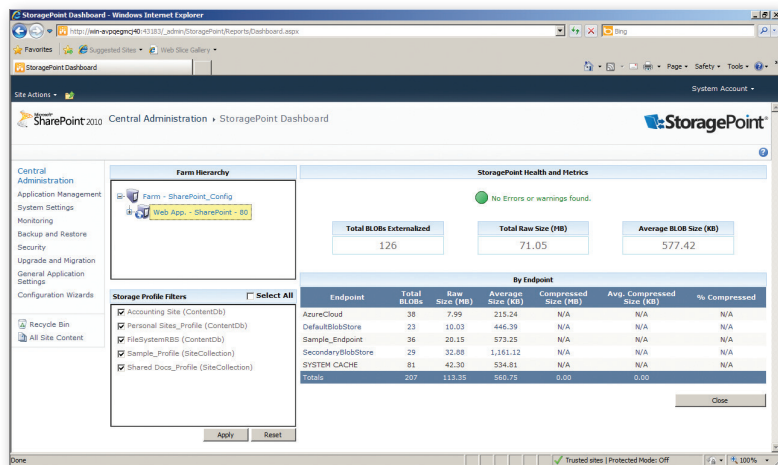 StoragePoint Dashboard - Windows Internet Explorer
http://win-avpqegmcj40:43183/_admin/StoragePoint/Reports/Dashboard.aspx
Bing
Favorites Suggested Sites Web Slice Gallery
StoragePoint Dashboard
Page Safety Tools
Site Actions
System Account
Microsoft
SharePoint 2010
Central Administration StoragePoint Dashboard
StoragePoint
Central
Administration
Application Management
System Settings
Monitoring
Backup and Restore
Security
Upgrade and Migration
General Application
Settings
Configuration Wizards
Recycle Bin
All Site Content
Farm Hierarchy
Farm - SharePoint_Config
Web App. - SharePoint - 80
Storage Profile Filters Select All
Accounting Site (ContentDb)
Personal Sites_Profile (ContentDb)
FileSystemRBS (ContentDb)
Sample_Profile (SiteCollection)
Shared Docs_Profile (SiteCollection)
Apply Reset
StoragePoint Health and Metrics
No Errors or warnings found.
Total BLOBs Externalized Total Raw Size (MB) Average BLOB Size (KB)
126 71.05 577.42
By Endpoint
Endpoint Total BLOBs Raw Size (MB) Average Size (KB) Compressed Size (MB) Avg. Compressed Size (KB) % Compressed
AzureCloud 38 7.99 215.24 N/A N/A N/A
DefaultBlobStore 23 10.03 446.39 N/A N/A N/A
Sample_Endpoint 36 20.15 573.25 N/A N/A N/A
SecondaryBlobStore 29 32.88 1,161.12 N/A N/A N/A
SYSTEM CACHE 81 42.30 534.81 N/A N/A N/A
Totals 207 113.35 560.75 0.00 0.00
Close
Done
Trusted sites | Protected Mode: Off
100%